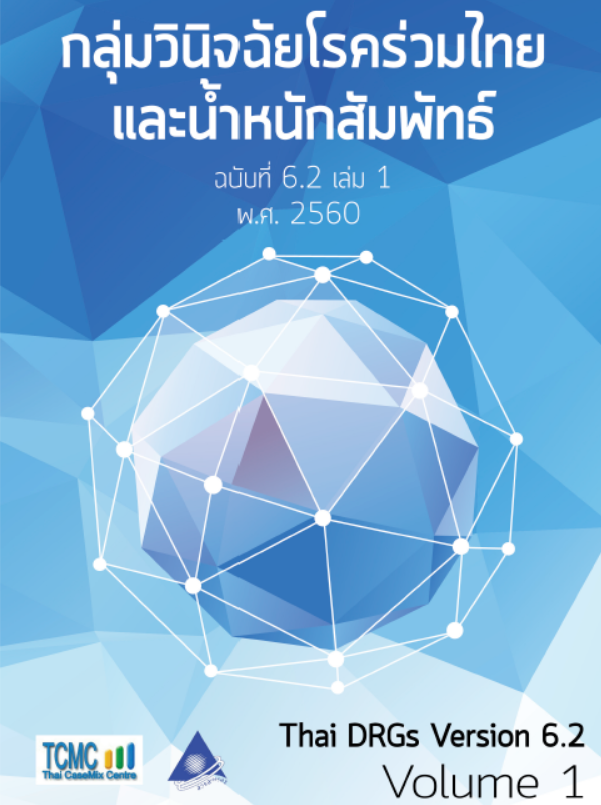 กลุ่มวินิจฉัยโรคร่วมไทย
และน้ำหนักสัมพัทธ์
ฉบับที่ 6.2 เล่ม 1
พ.ศ. 2560
Thai DRGs Version 6.2
Volume 1
TCMC
Thai CaseMix Centre